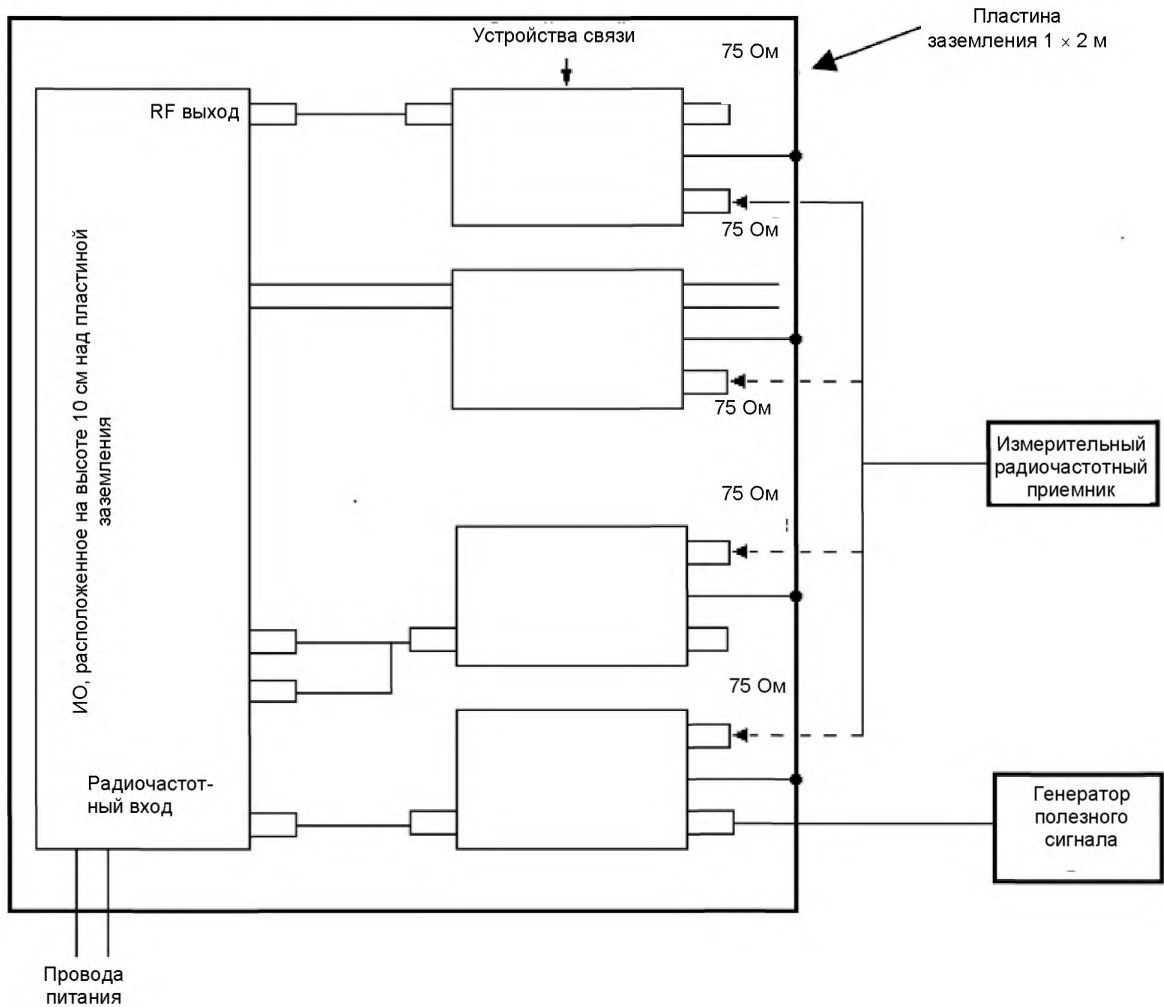 Устройства связи
75 Ом
Пластина
заземления 1 × 2 м
RF выход
75 Ом
ИО, расположенное на высоте 10 см над пластиной
заземления
75 Ом
Измерительный
радиочастотный
приемник
75 Ом
75 Ом
Радиочастот-
ный вход
Генератор
полезного
сигнала
Провода
питания